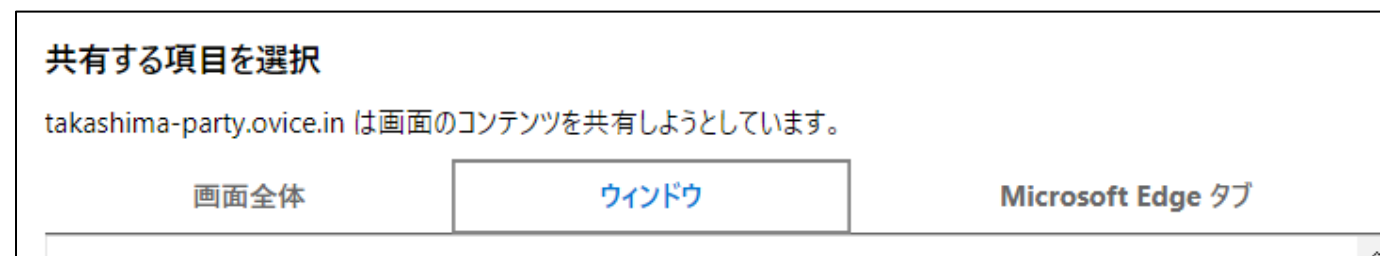 共有する項目を選択
takashima-party.ovice.in は画面のコンテンツを共有しようとしています。
画面全体 ウィンドウ Microsoft Edge タブ